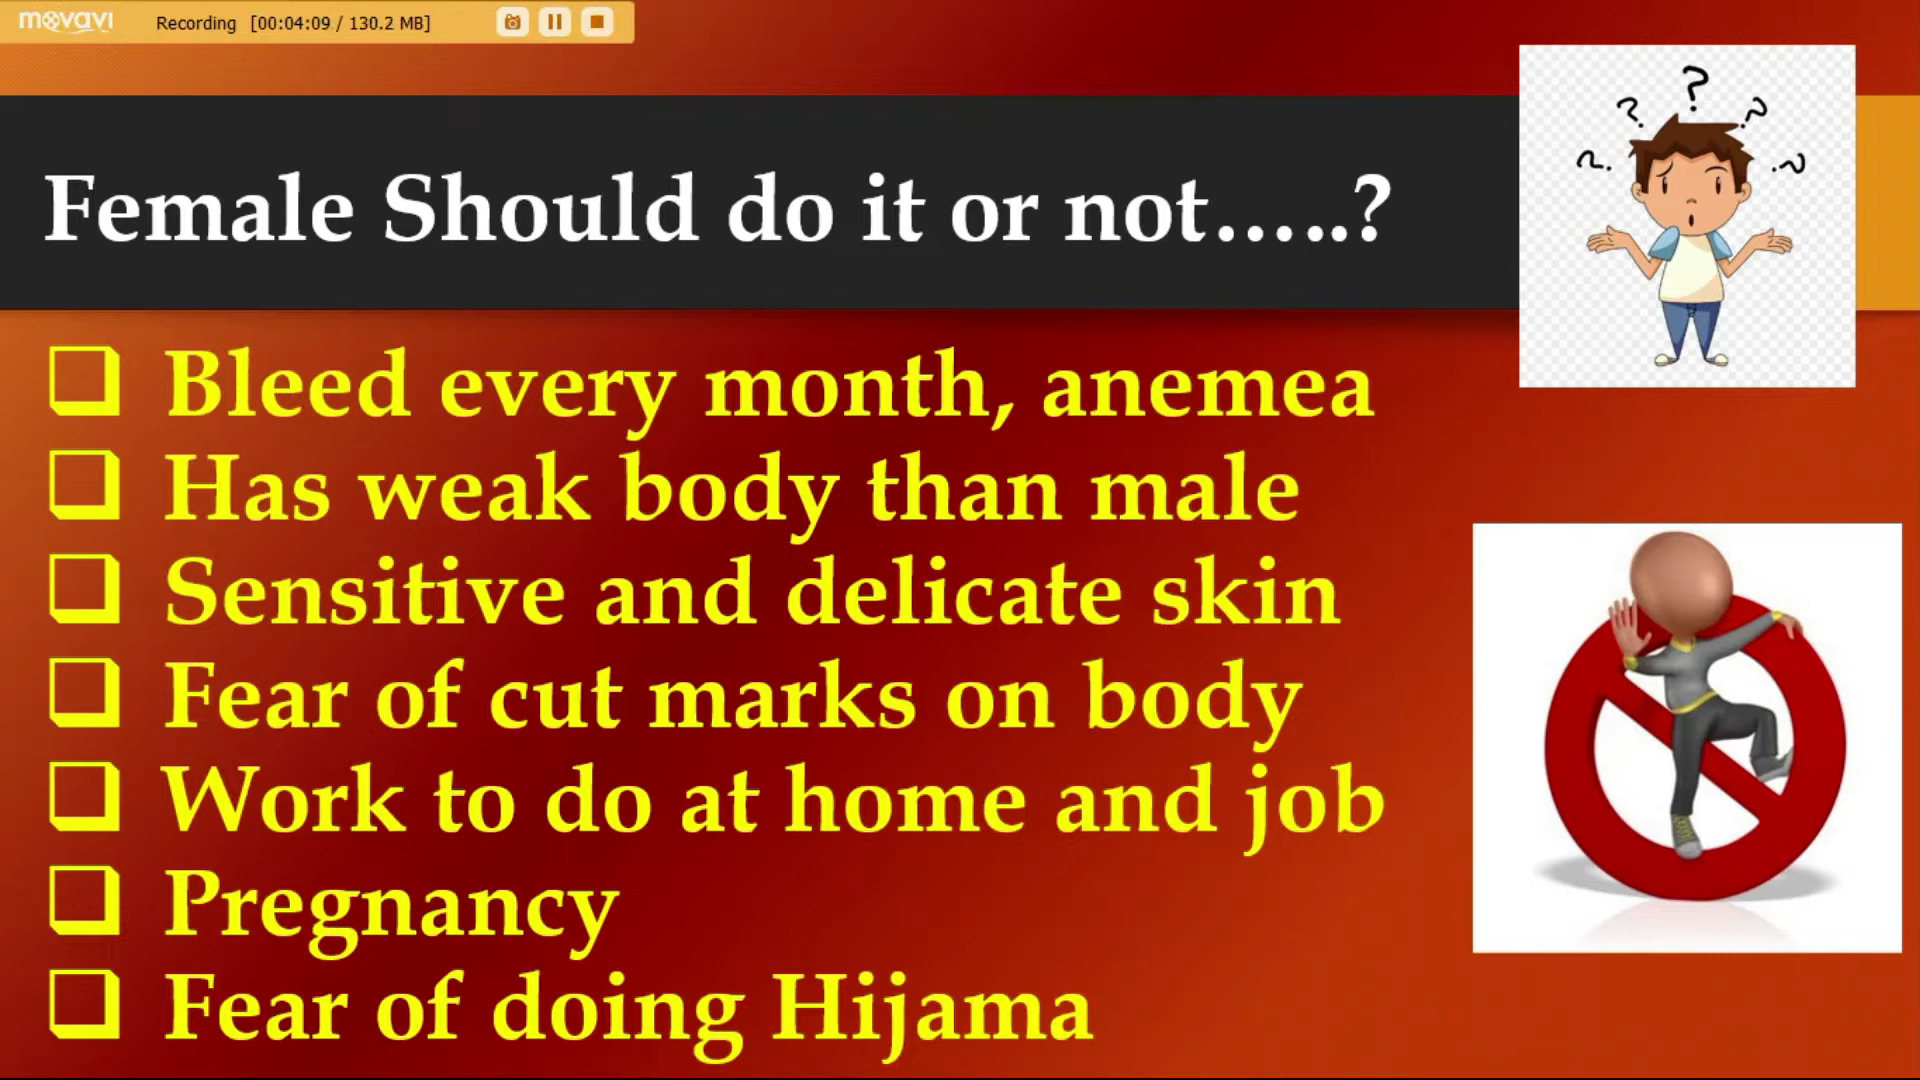 movavi Recording [00:04:09 / 130.2 MB]
Female Should do it or not…..?
Bleed every month, anemea
Has weak body than male
Sensitive and delicate skin
Fear of cut marks on body
Work to do at home and job
Pregnancy
Fear of doing Hijama